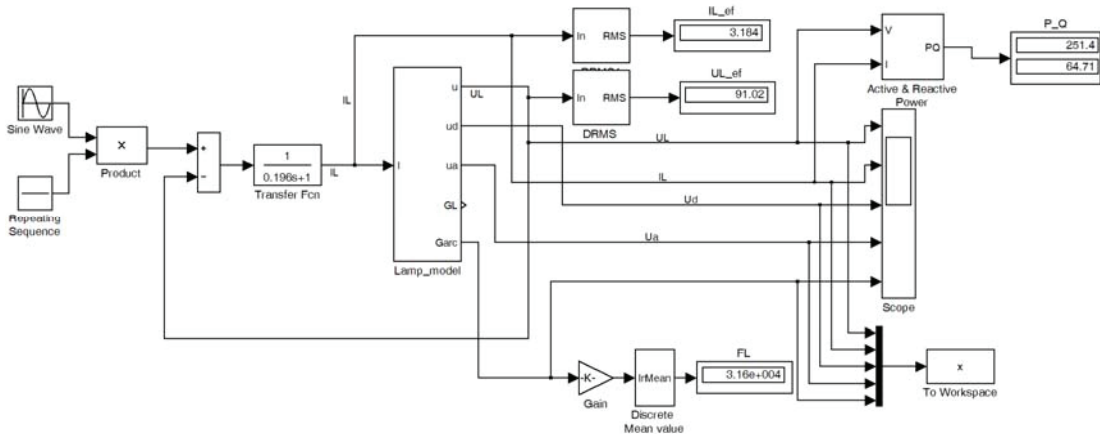 Sine Wave
Repeating
Sequence
x
Product
+
−
1
0.196s+1
Transfer Fcn
IL
IL
I
u
ud
ua
GL
Garc
Lamp_model
UL
In
RMS
IL_ef
3.184
In
RMS
DRMS
UL_ef
91.02
V
I
PQ
Active & Reactive
Power
P_Q
251.4
64.71
UL
IL
Ud
Ua
Scope
-K-
Gain
InMean
Discrete
Mean value
FL
3.16e+004
x
To Workspace